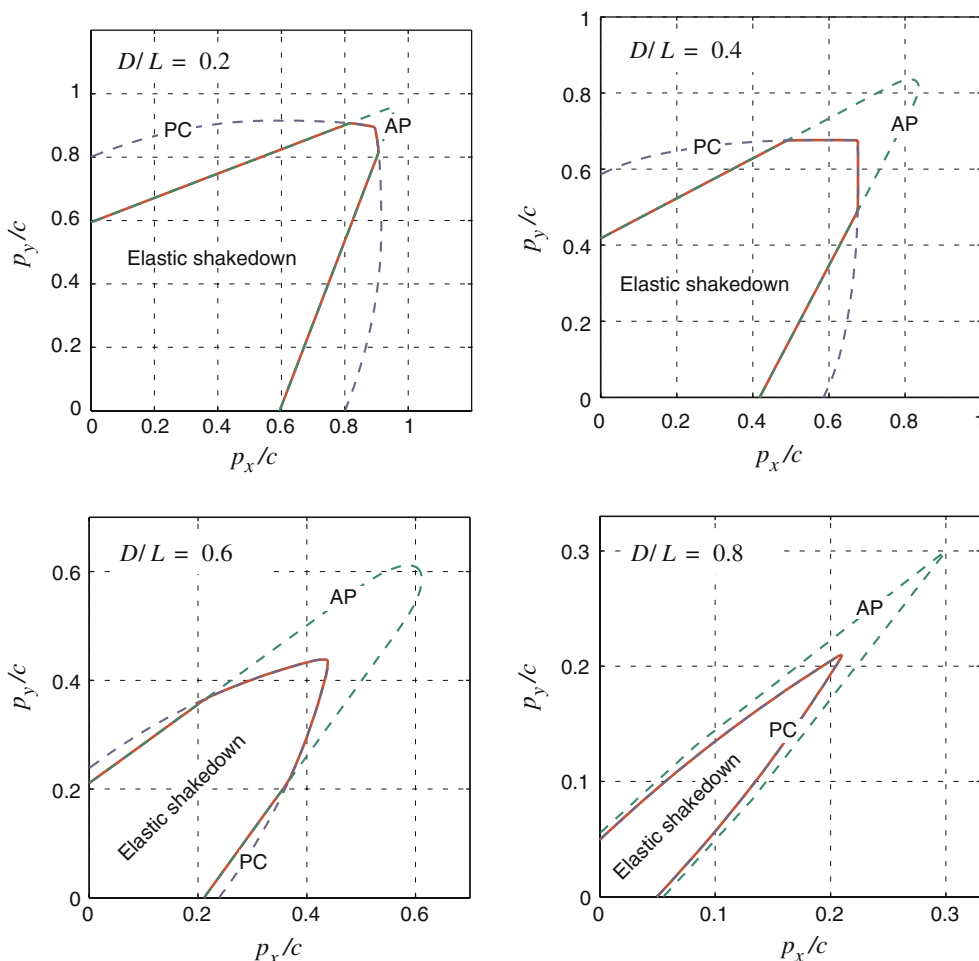 D/L = 0.2
PC
AP
Elastic shakedown
p_y/c
1
0.8
0.6
0.4
0.2
0
0 0.2 0.4 0.6 0.8 1
p_x/c
D/L = 0.4
PC
AP
Elastic shakedown
p_y/c
1
0.8
0.6
0.4
0.2
0
0 0.2 0.4 0.6 0.8 1
p_x/c
D/L = 0.6
AP
Elastic shakedown
PC
p_y/c
0.6
0.4
0.2
0
0 0.2 0.4 0.6
p_x/c
D/L = 0.8
AP
PC
Elastic shakedown
p_y/c
0.3
0.2
0.1
0
0 0.1 0.2 0.3
p_x/c